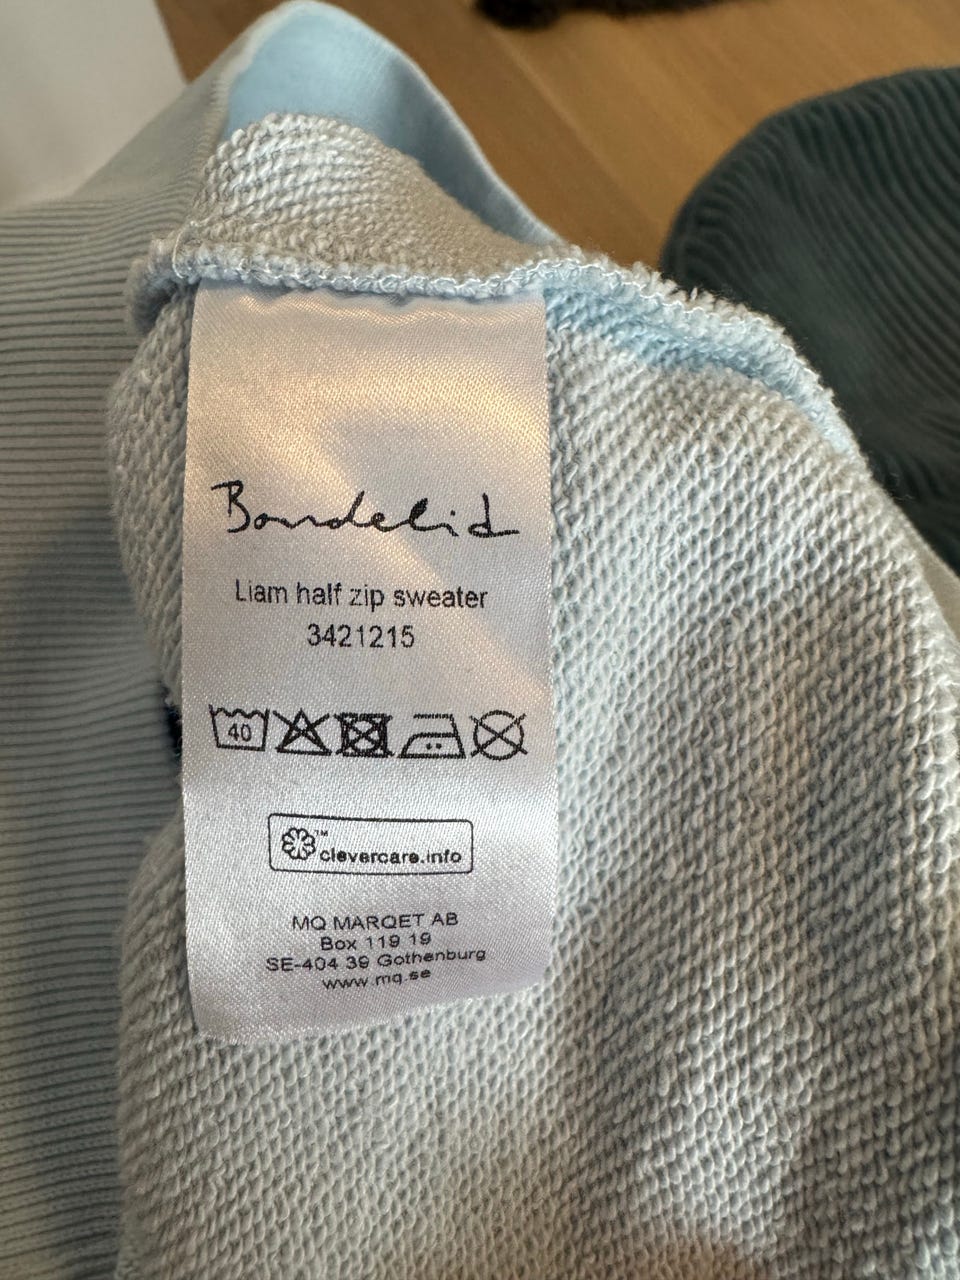 Bondelid
Liam half zip sweater
3421215
40
clevercare.info
MQ MARQET AB
Box 119 19
SE-404 39 Gothenburg
www.mq.se